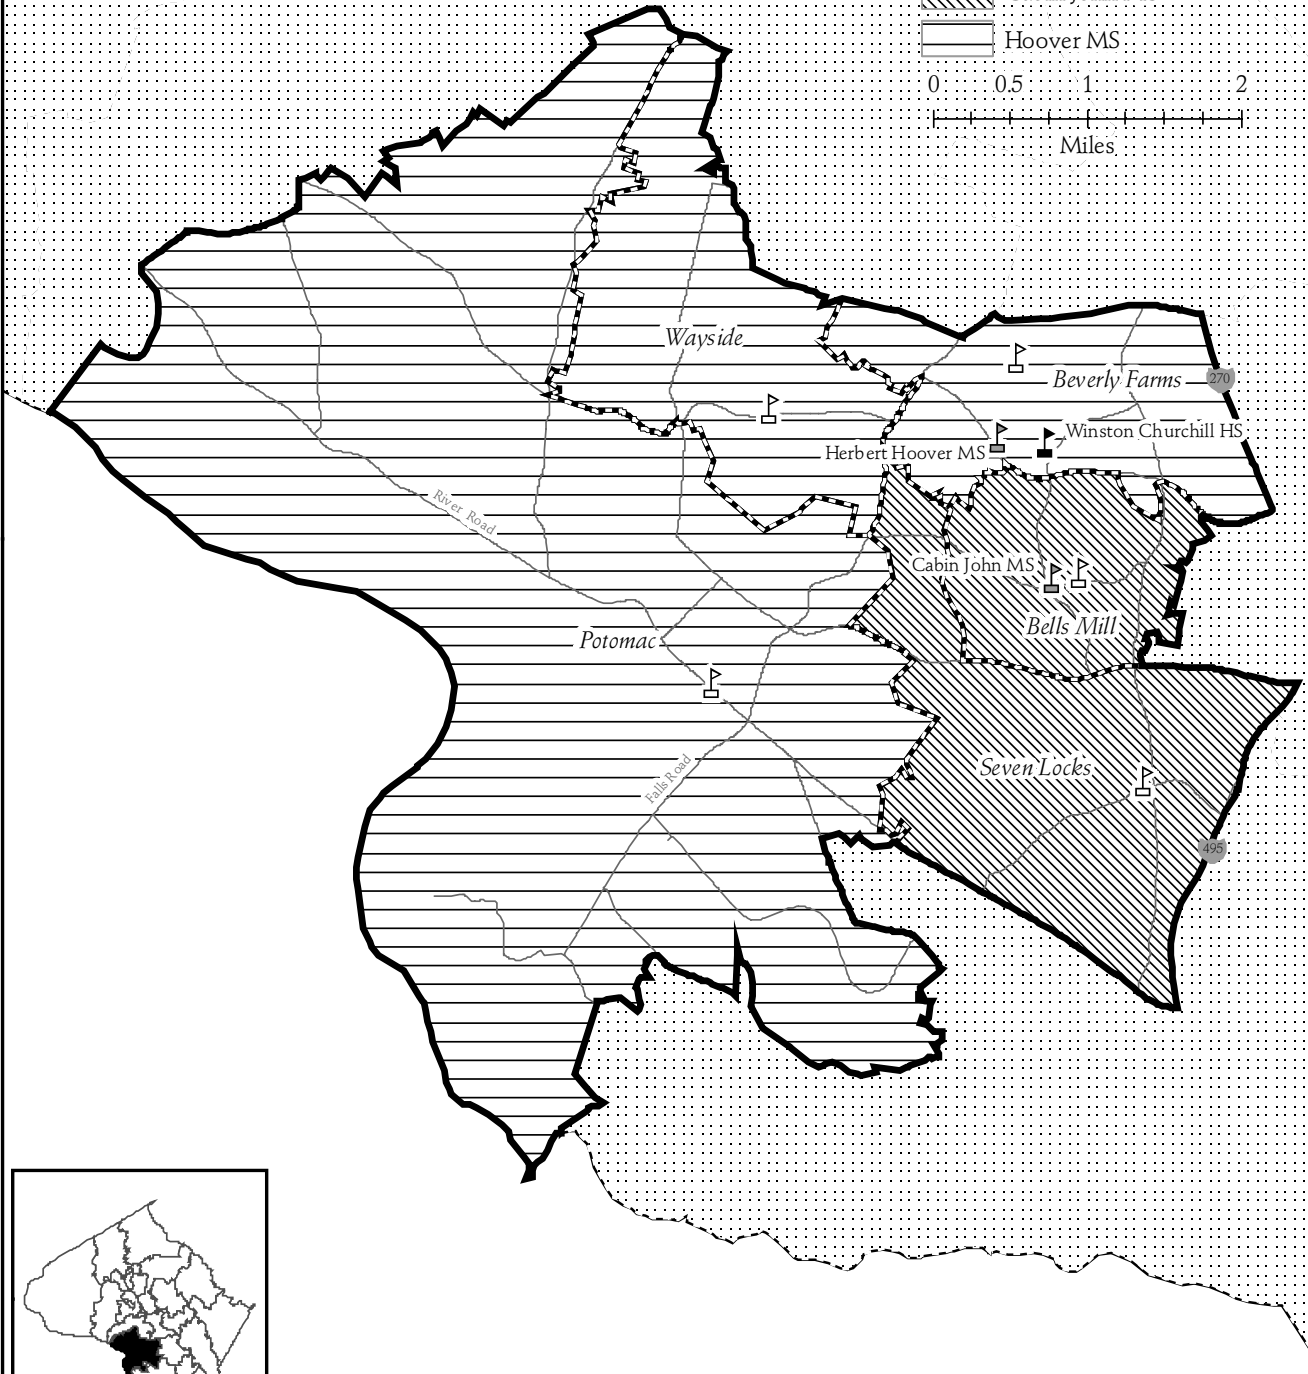 Hoover MS
0 0.5 1 2
Miles
Wayside
Beverly Farms
270
Winston Churchill HS
Herbert Hoover MS
River Road
Cabin John MS
Bells Mill
Potomac
Seven Locks
Falls Road
495